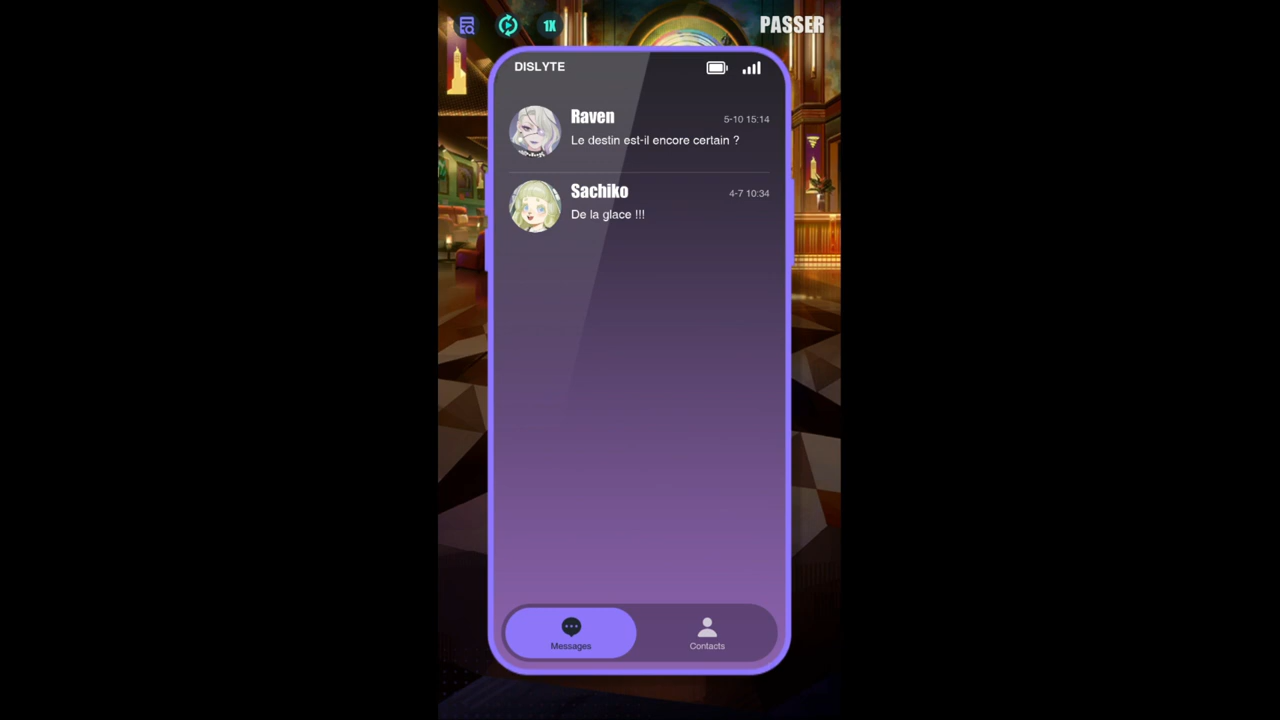 1X
PASSER
DISLYTE
Raven
5-10 15:14
Le destin est-il encore certain ?
Sachiko
4-7 10:34
De la glace !!!
Messages
Contacts